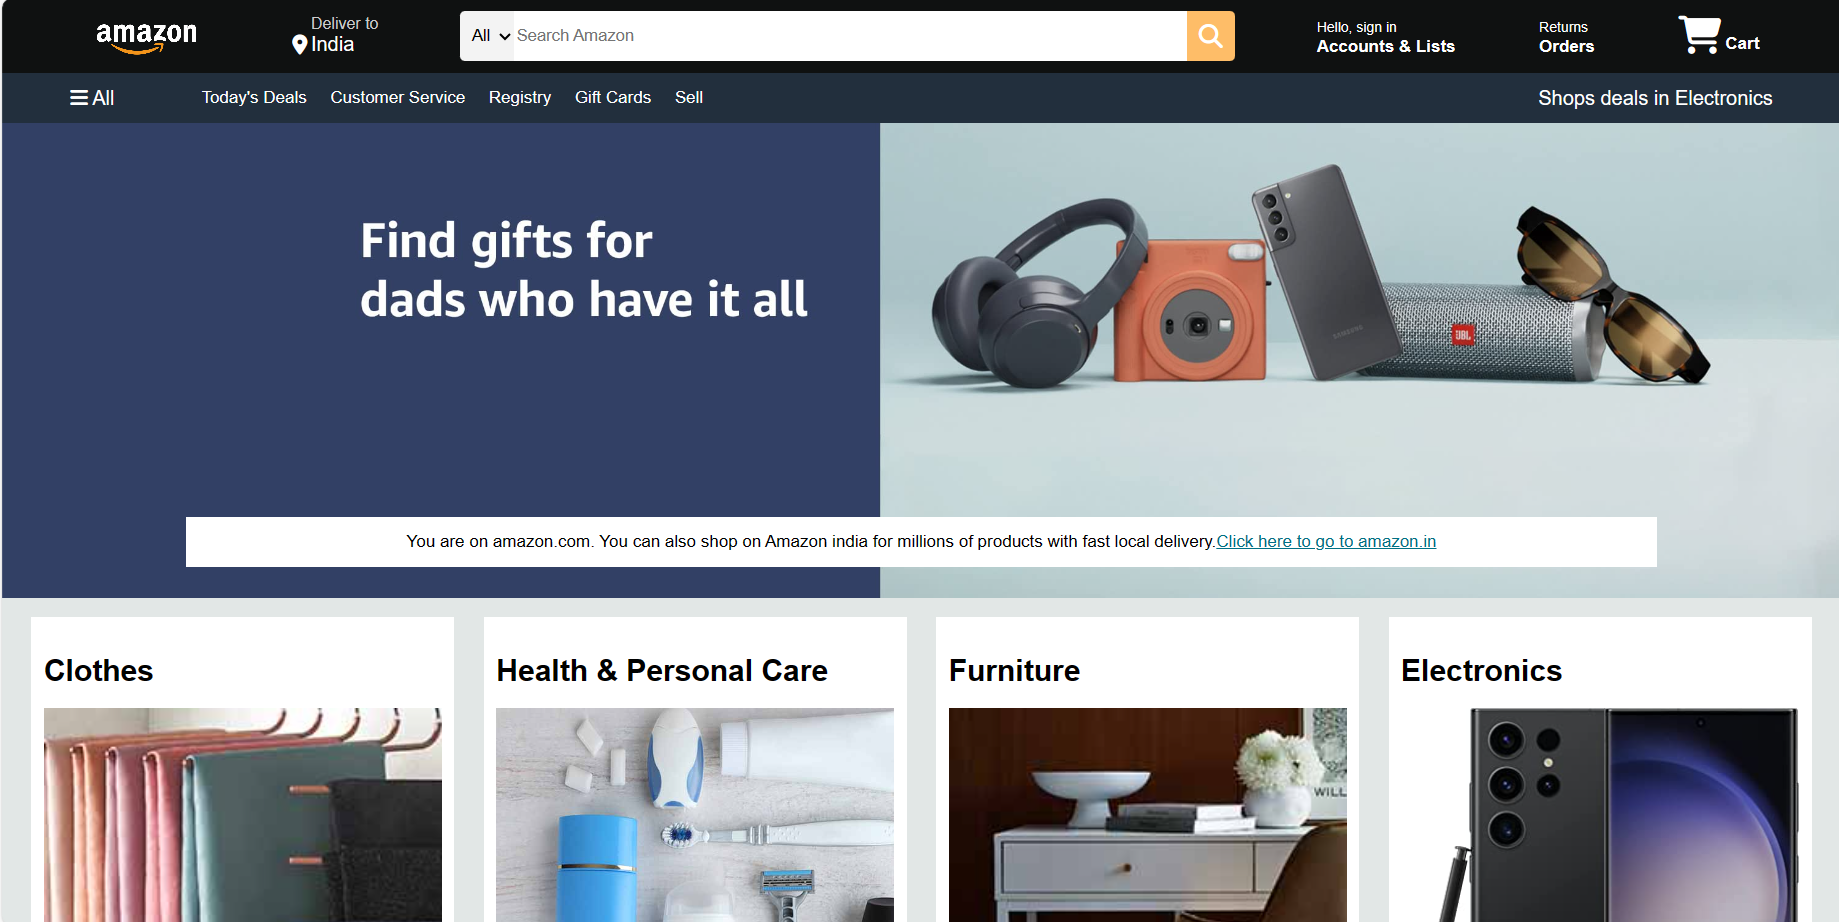 amazon
Deliver to
India
All
Search Amazon
Hello, sign in
Accounts & Lists
Returns
Orders
Cart
All
Today's Deals
Customer Service
Registry
Gift Cards
Sell
Shops deals in Electronics
Find gifts for
dads who have it all
SAMSUNG
JBL
You are on amazon.com. You can also shop on Amazon india for millions of products with fast local delivery.Click here to go to amazon.in
Clothes
Health & Personal Care
Furniture
Electronics
WILL